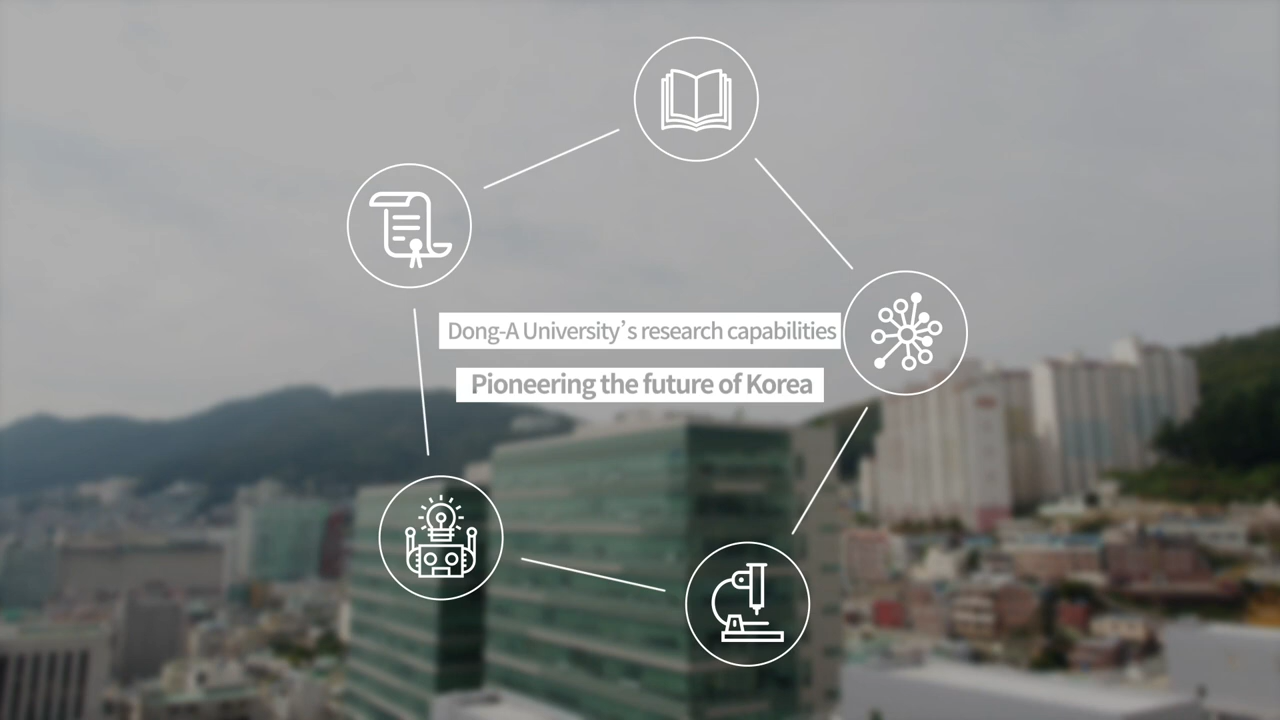 Dong-A University’s research capabilities
Pioneering the future of Korea